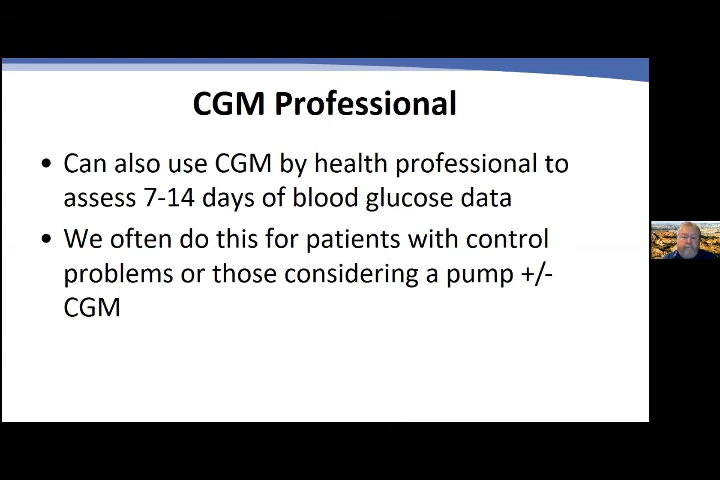 CGM Professional
• Can also use CGM by health professional to
assess 7-14 days of blood glucose data
• We often do this for patients with control
problems or those considering a pump +/-
CGM